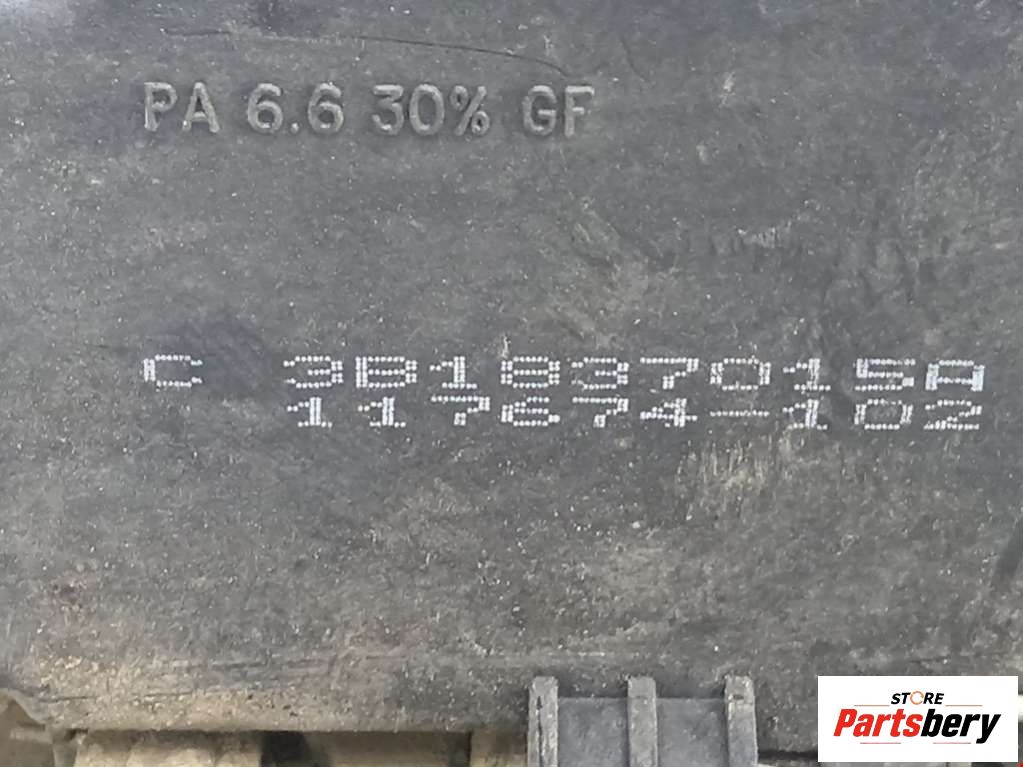 PA 6.6 30% GF
C 3B1837015A
117674-102
STORE
Partsbery